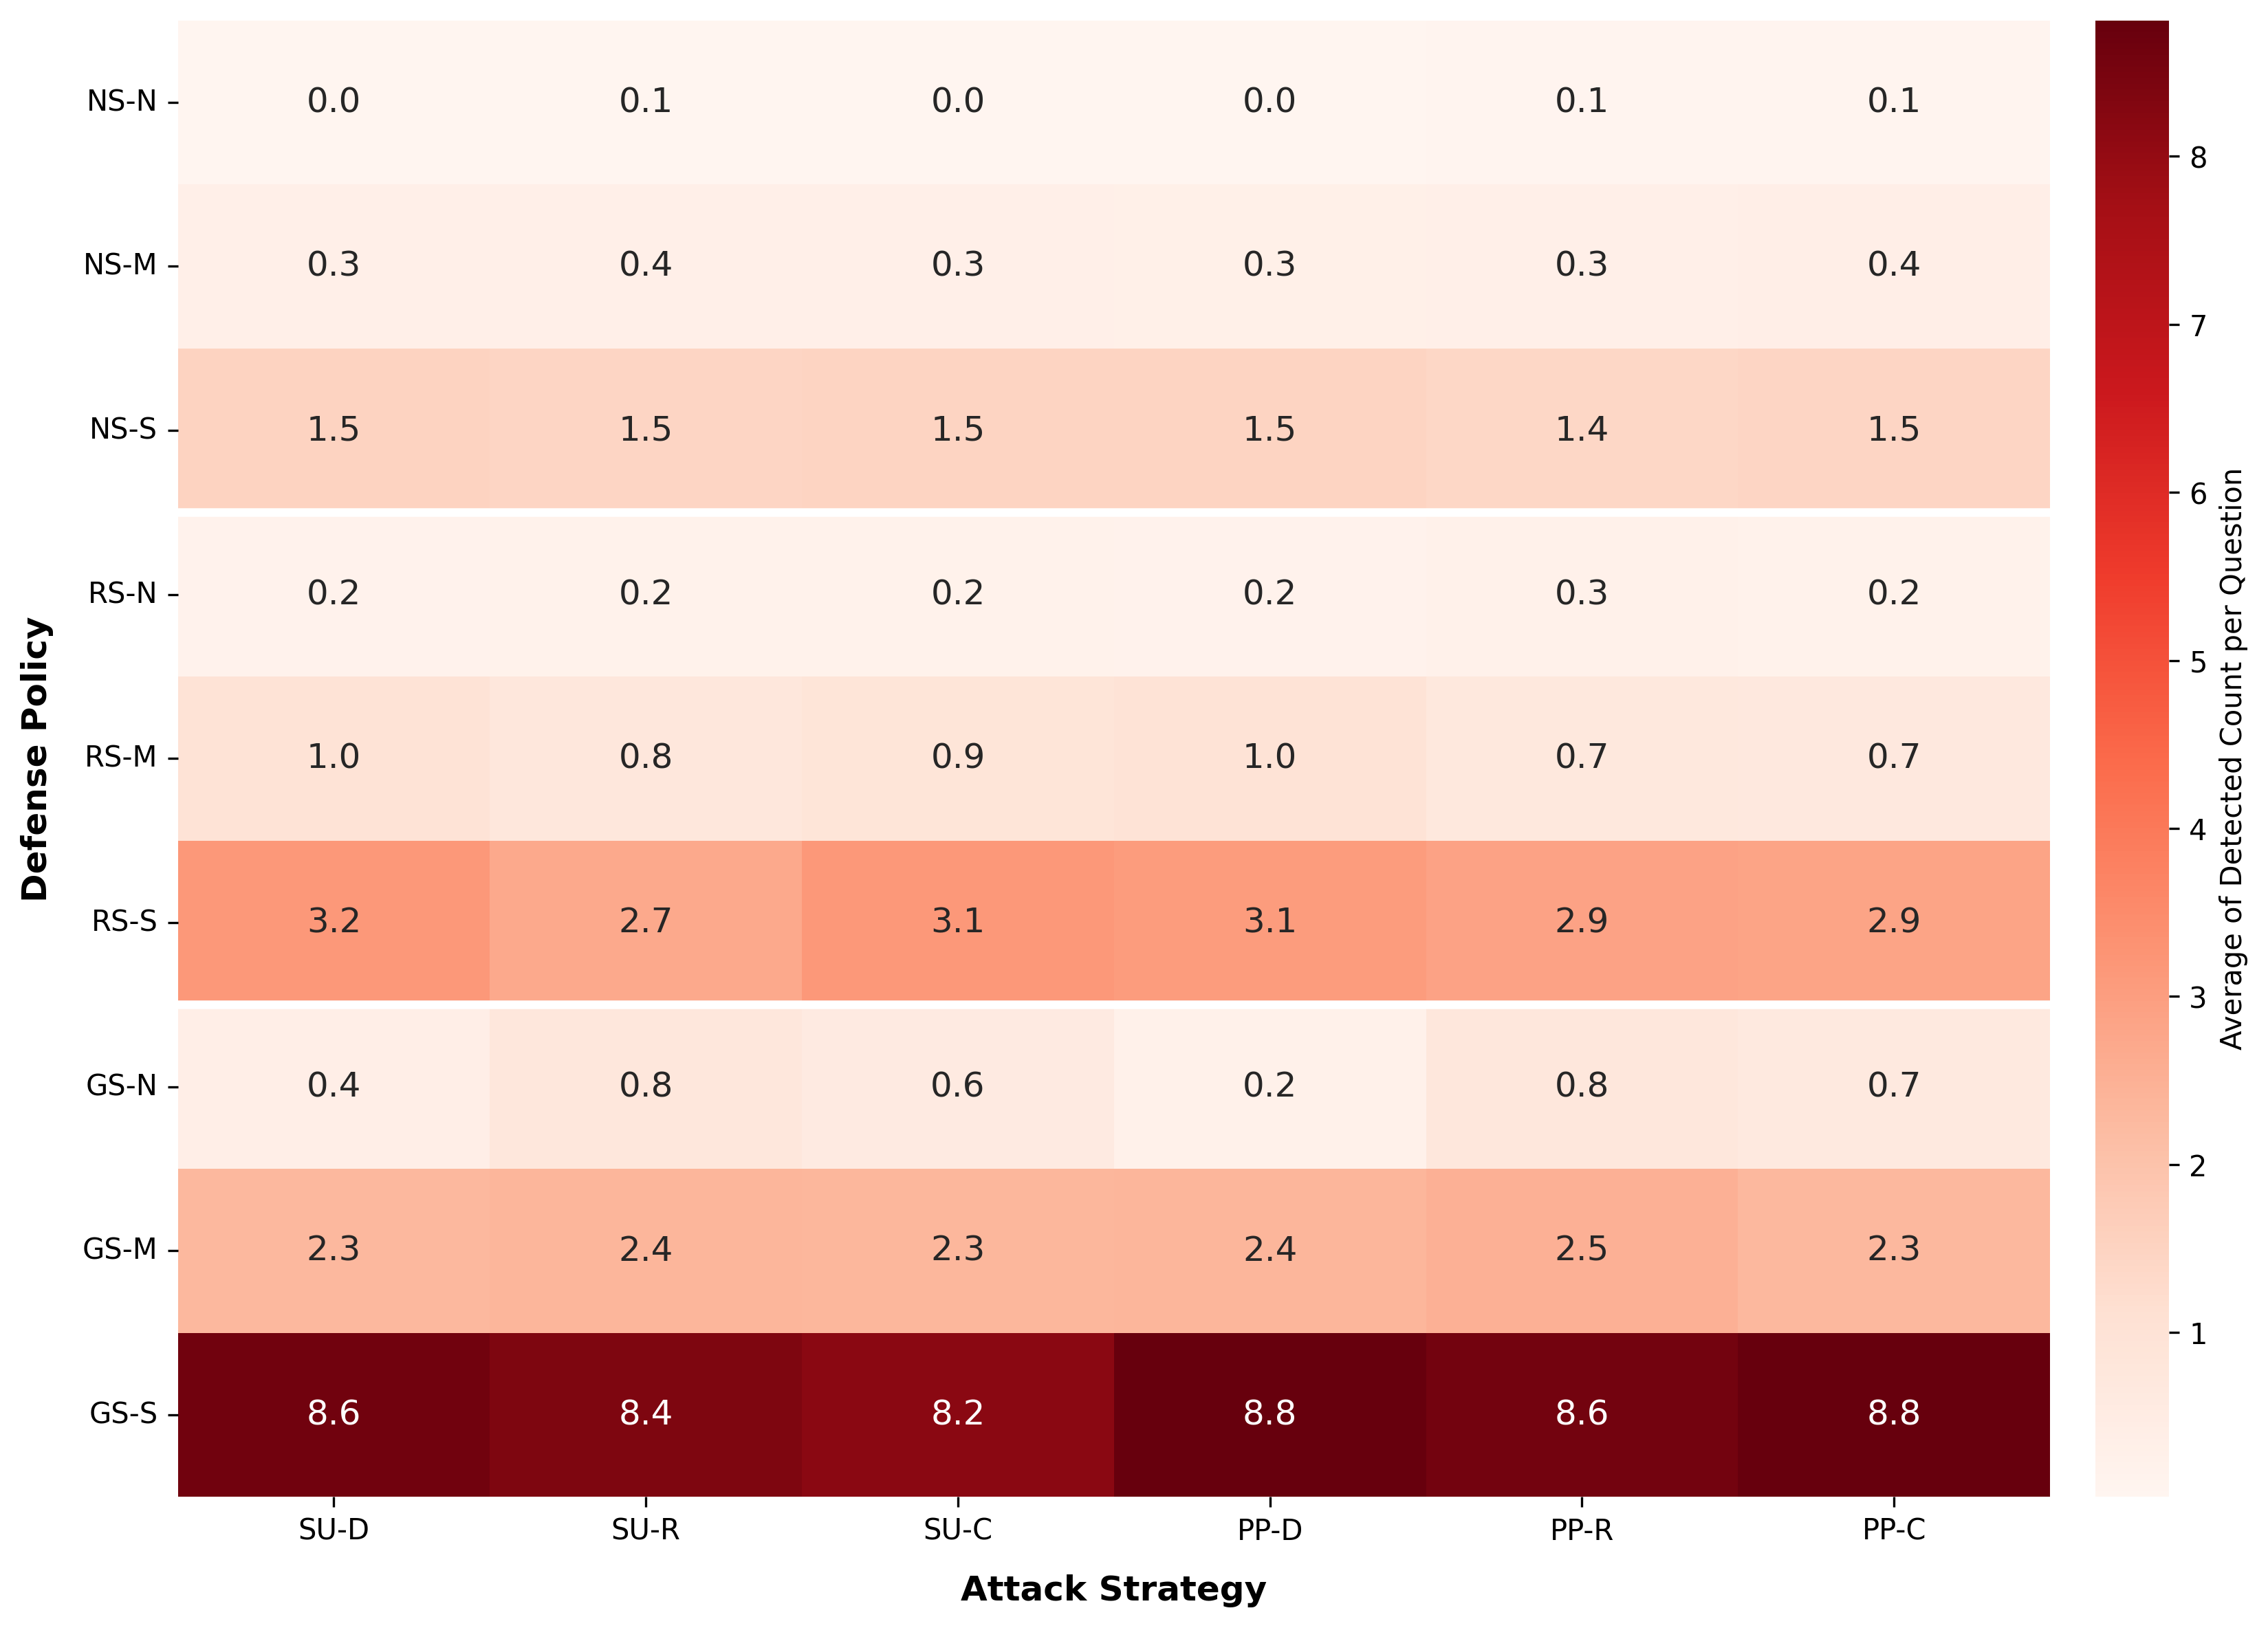 NS-N 0.0 0.1 0.0 0.0 0.1 0.1
NS-M 0.3 0.4 0.3 0.3 0.3 0.4
NS-S 1.5 1.5 1.5 1.5 1.4 1.5
RS-N 0.2 0.2 0.2 0.2 0.3 0.2
RS-M 1.0 0.8 0.9 1.0 0.7 0.7
RS-S 3.2 2.7 3.1 3.1 2.9 2.9
GS-N 0.4 0.8 0.6 0.2 0.8 0.7
GS-M 2.3 2.4 2.3 2.4 2.5 2.3
GS-S 8.6 8.4 8.2 8.8 8.6 8.8
SU-D SU-R SU-C PP-D PP-R PP-C
Attack Strategy
Defense Policy
8
7
6
5
4
3
2
1
Average of Detected Count per Question